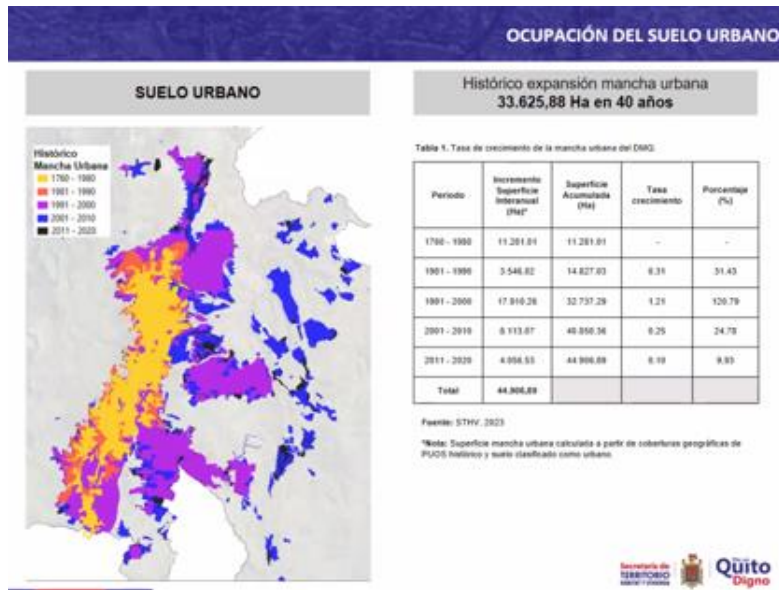 OCUPACIÓN DEL SUELO URBANO
SUELO URBANO
Histórico expansión mancha urbana
33.625,88 Ha en 40 años
Histórico
Mancha Urbana
1760 - 1980
1981 - 1990
1991 - 2000
2001 - 2010
2011 - 2020
Tabla 1. Tasa de crecimiento de la mancha urbana del DMQ.
Periodo Incremento Superficie Interanual (Ha)* Superficie Acumulada (Ha) Tasa crecimiento Porcentaje (%)
1760 - 1980 11.281.01 11.281.01 - -
1981 - 1990 3.546.02 14.827.03 0.31 31.43
1991 - 2000 17.910.26 32.737.29 1.21 120.79
2001 - 2010 8.113.07 40.850.36 0.25 24.78
2011 - 2020 4.056.53 44.906.89 0.10 9.93
Total 44.906,89
Fuente: STHV. 2023
*Nota: Superficie mancha urbana calculada a partir de coberturas geográficas de
PUOS histórico y suelo clasificado como urbano.
Secretaría de
TERRITORIO
Quito
Digno